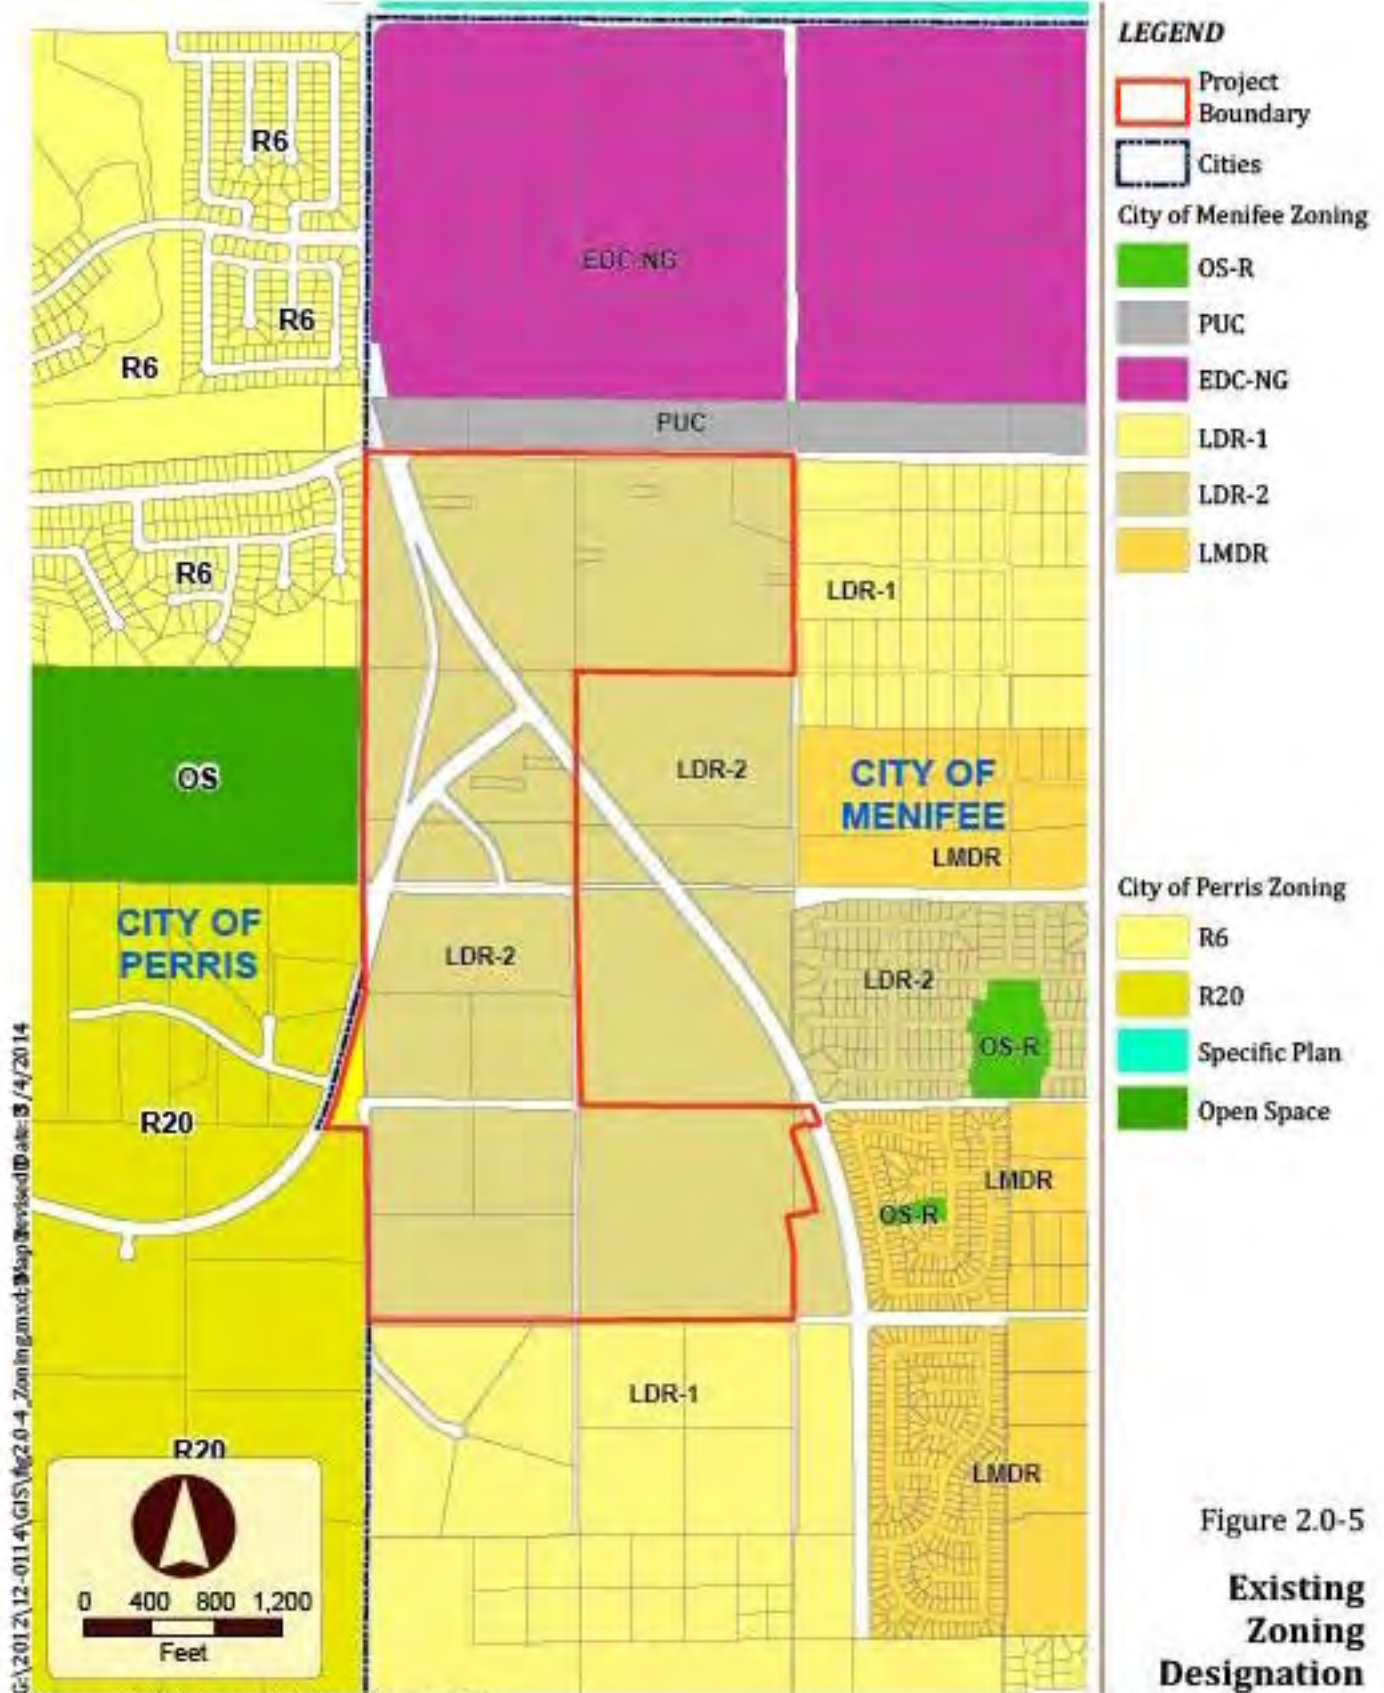 LEGEND
Project
Boundary
Cities
City of Menifee Zoning
OS-R
PUC
EDC-NG
LDR-1
LDR-2
LMDR
City of Perris Zoning
R6
R20
Specific Plan
Open Space
R6
EDC-NG
R6
R6
PUC
R6
LDR-1
OS
LDR-2
CITY OF
MENIFEE
LMDR
CITY OF
PERRIS
LDR-2
LDR-2
OS-R
R20
LMDR
OS-R
LDR-1
R20
LMDR
0 400 800 1,200
Feet
Figure 2.0-5
Existing
Zoning
Designation